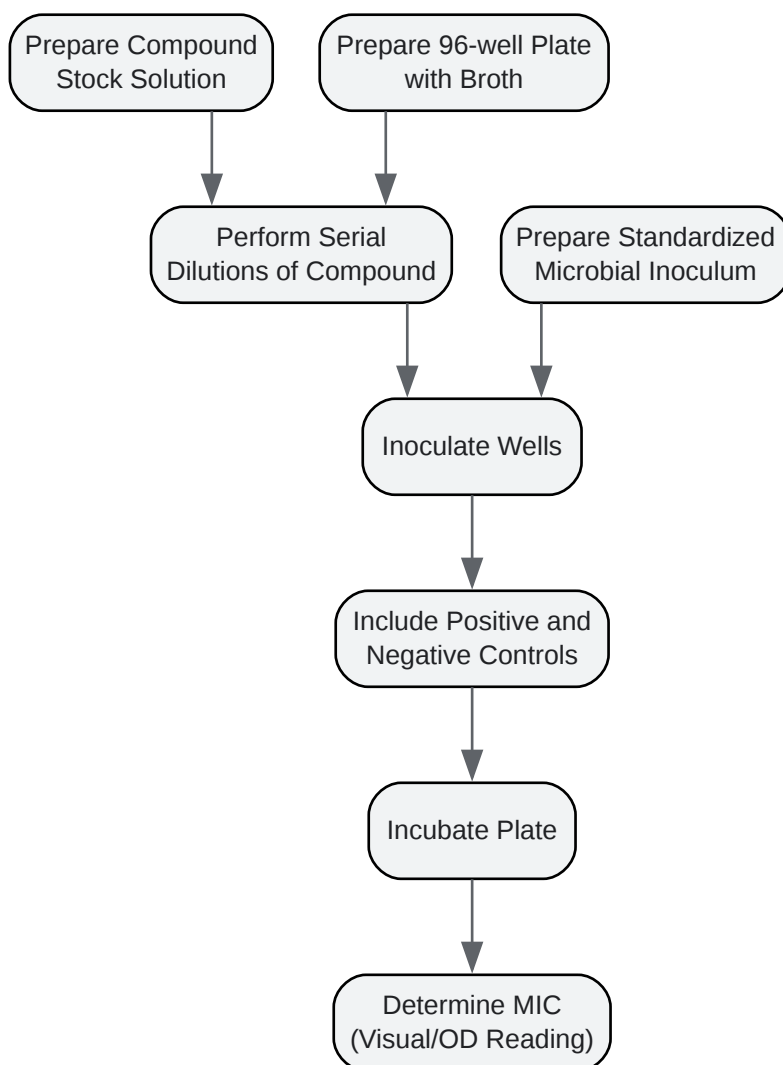 Prepare Compound
Stock Solution
Prepare 96-well Plate
with Broth
Perform Serial
Dilutions of Compound
Prepare Standardized
Microbial Inoculum
Inoculate Wells
Include Positive and
Negative Controls
Incubate Plate
Determine MIC
(Visual/OD Reading)